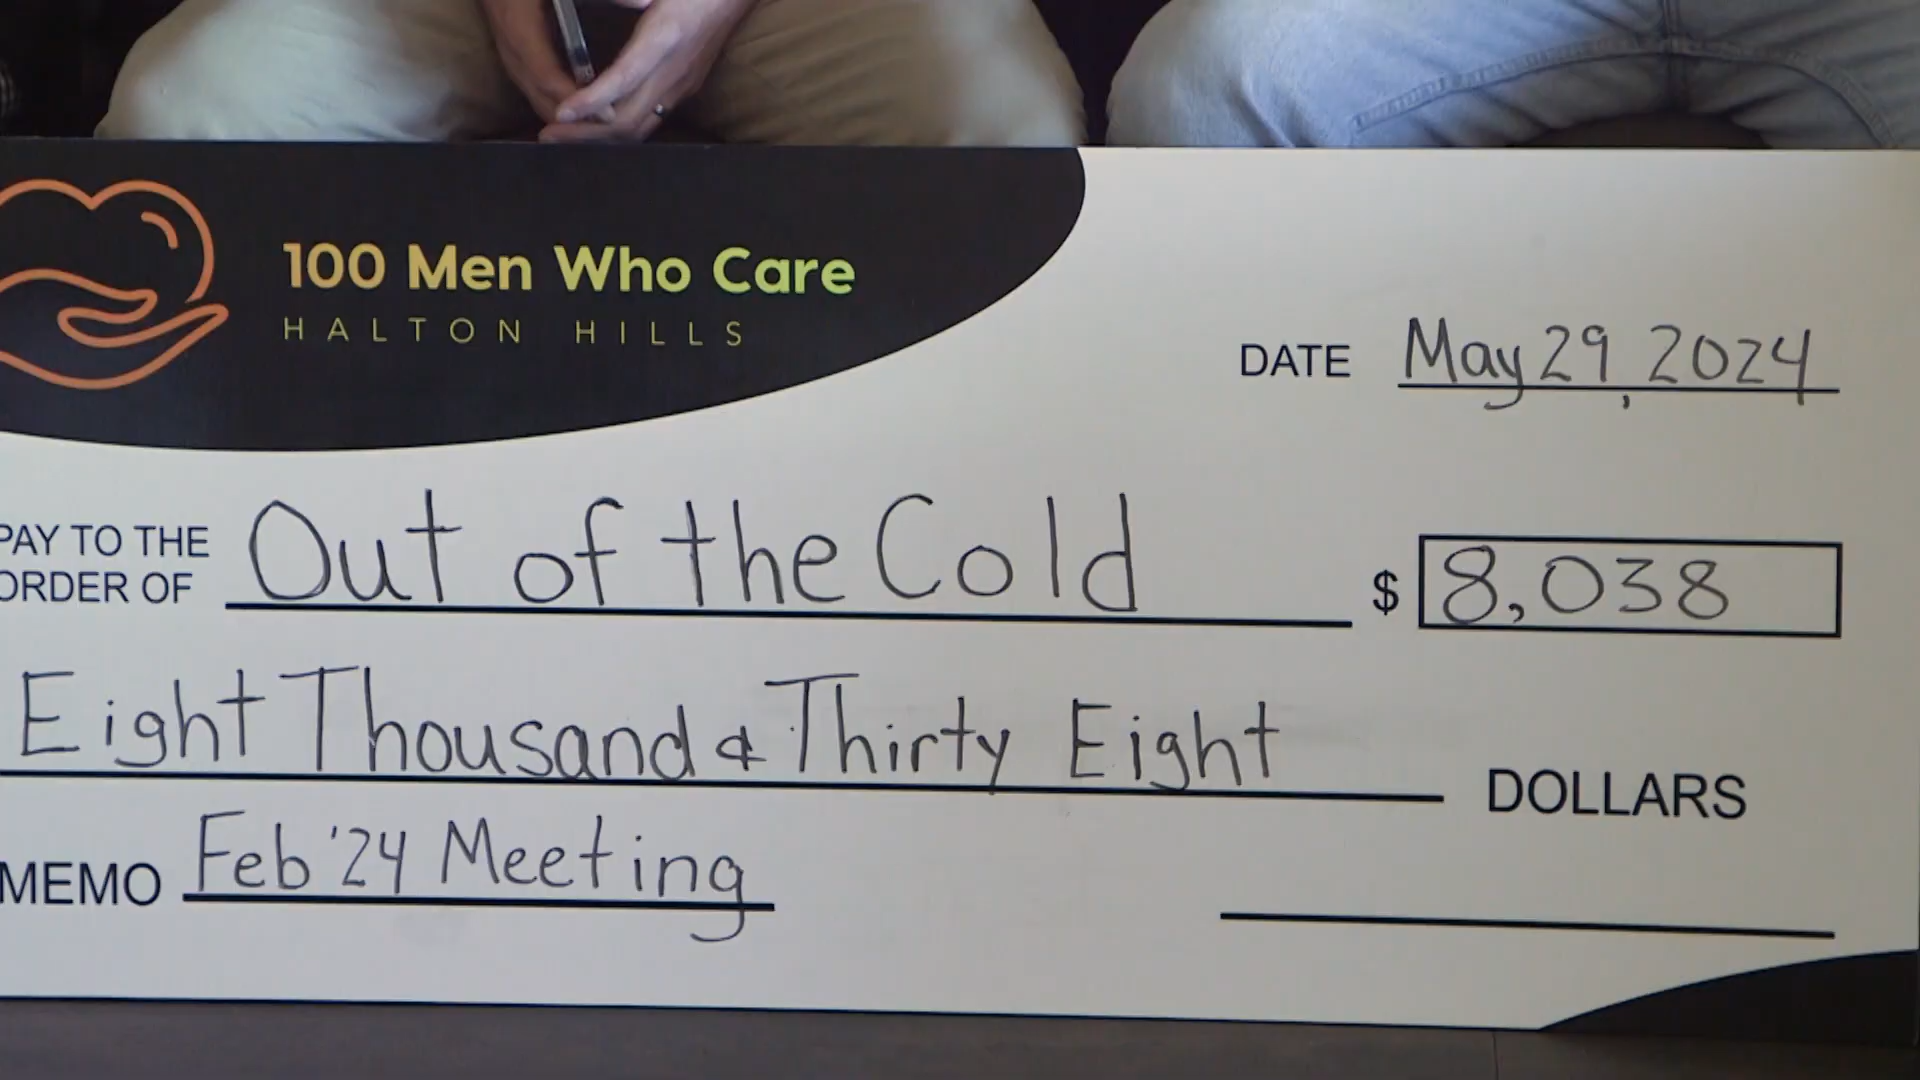 100 Men Who Care
HALTON HILLS
DATE May 29, 2024
PAY TO THE
ORDER OF Out of the Cold $ 8,038
Eight Thousand & Thirty Eight DOLLARS
MEMO Feb '24 Meeting